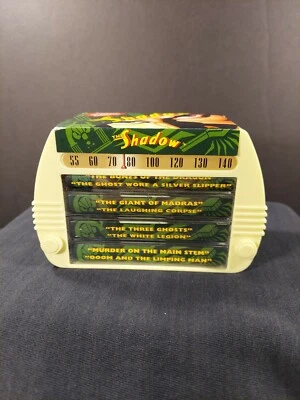 THE Shadow
55 60 70 80 100 120 130 140
"THE BONES OF THE DRAGON"
"THE GHOST WORE A SILVER SLIPPER"
"THE GIANT OF MADRAS"
"THE LAUGHING CORPSE"
"THE THREE GHOSTS"
"THE WHITE LEGION"
"MURDER ON THE MAIN STEM"
"DOOM AND THE LIMPING MAN"